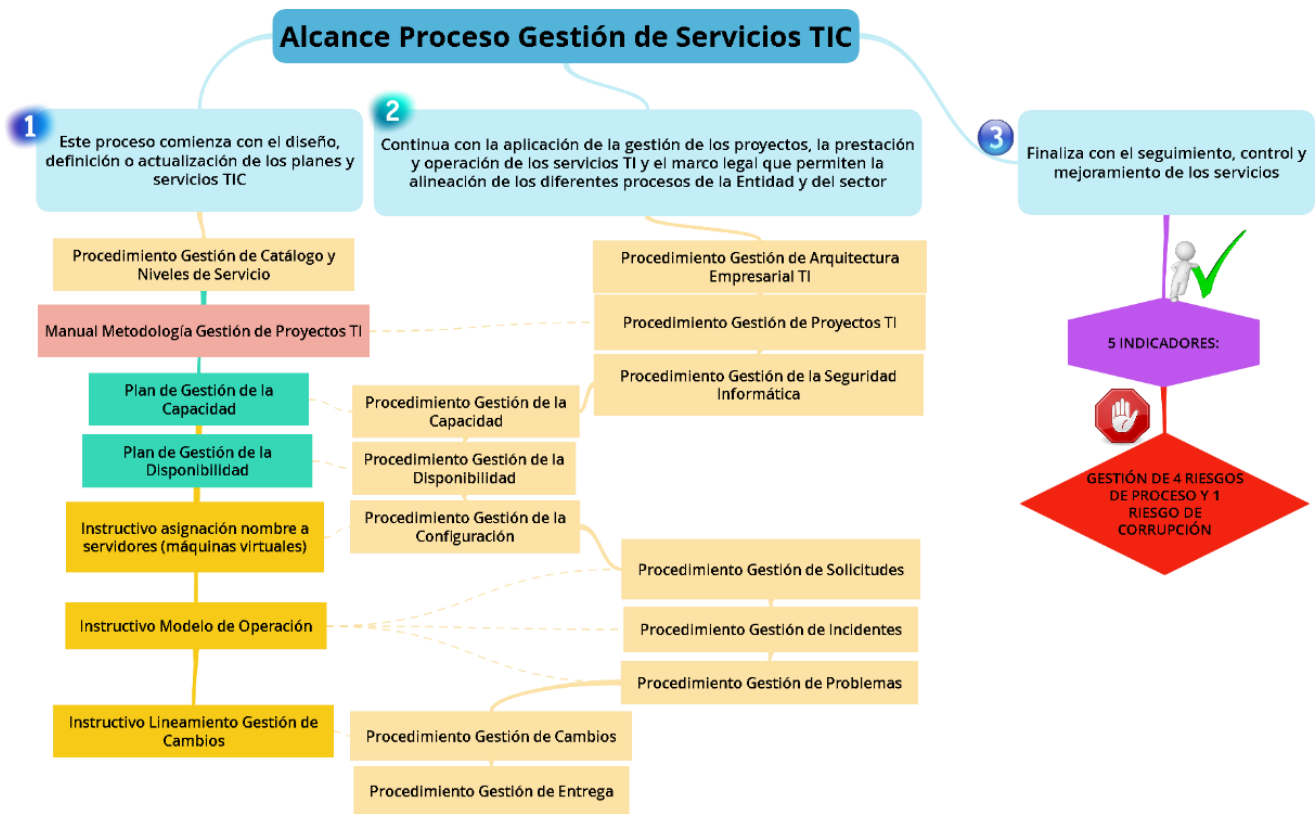 Alcance Proceso Gestión de Servicios TIC
1
Este proceso comienza con el diseño,
definición o actualización de los planes y
servicios TIC
2
Continua con la aplicación de la gestión de los proyectos, la prestación
y operación de los servicios TI y el marco legal que permiten la
alineación de los diferentes procesos de la Entidad y del sector
3
Finaliza con el seguimiento, control y
mejoramiento de los servicios
Procedimiento Gestión de Catálogo y
Niveles de Servicio
Manual Metodología Gestión de Proyectos TI
Plan de Gestión de la
Capacidad
Plan de Gestión de la
Disponibilidad
Instructivo asignación nombre a
servidores (máquinas virtuales)
Instructivo Modelo de Operación
Instructivo Lineamiento Gestión de
Cambios
Procedimiento Gestión de Arquitectura
Empresarial TI
Procedimiento Gestión de Proyectos TI
Procedimiento Gestión de la Seguridad
Informática
Procedimiento Gestión de la
Capacidad
Procedimiento Gestión de la
Disponibilidad
Procedimiento Gestión de la
Configuración
Procedimiento Gestión de Solicitudes
Procedimiento Gestión de Incidentes
Procedimiento Gestión de Problemas
Procedimiento Gestión de Cambios
Procedimiento Gestión de Entrega
5 INDICADORES:
GESTIÓN DE 4 RIESGOS
DE PROCESO Y 1
RIESGO DE
CORRUPCIÓN